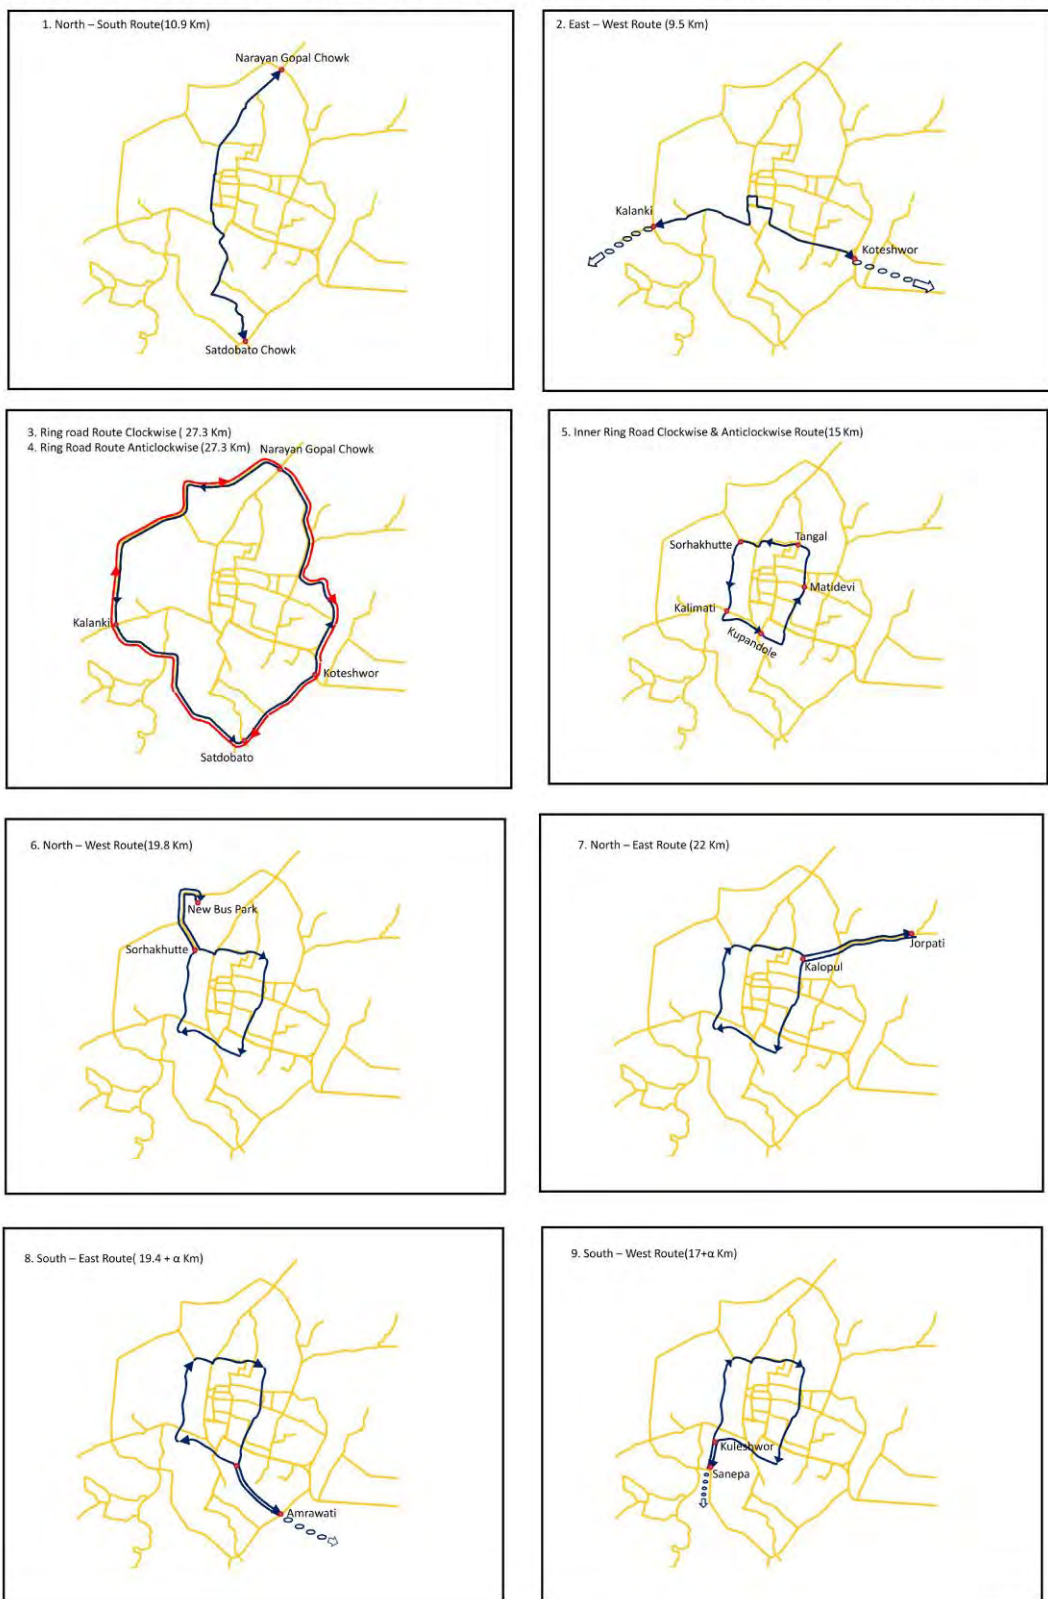 1. North – South Route(10.9 Km)
Narayan Gopal Chowk
Satdobato Chowk
2. East – West Route (9.5 Km)
Kalanki
Koteshwor
3. Ring road Route Clockwise ( 27.3 Km)
4. Ring Road Route Anticlockwise (27.3 Km)
Narayan Gopal Chowk
Kalanki
Koteshwor
Satdobato
5. Inner Ring Road Clockwise & Anticlockwise Route(15 Km)
Sorhakhutte
Tangal
Matidevi
Kalimati
Kupandole
6. North – West Route(19.8 Km)
New Bus Park
Sorhakhutte
7. North – East Route (22 Km)
Jorpati
Kalopul
8. South – East Route( 19.4 + α Km)
Amrawati
9. South – West Route(17+α Km)
Kuleshwor
Sanepa